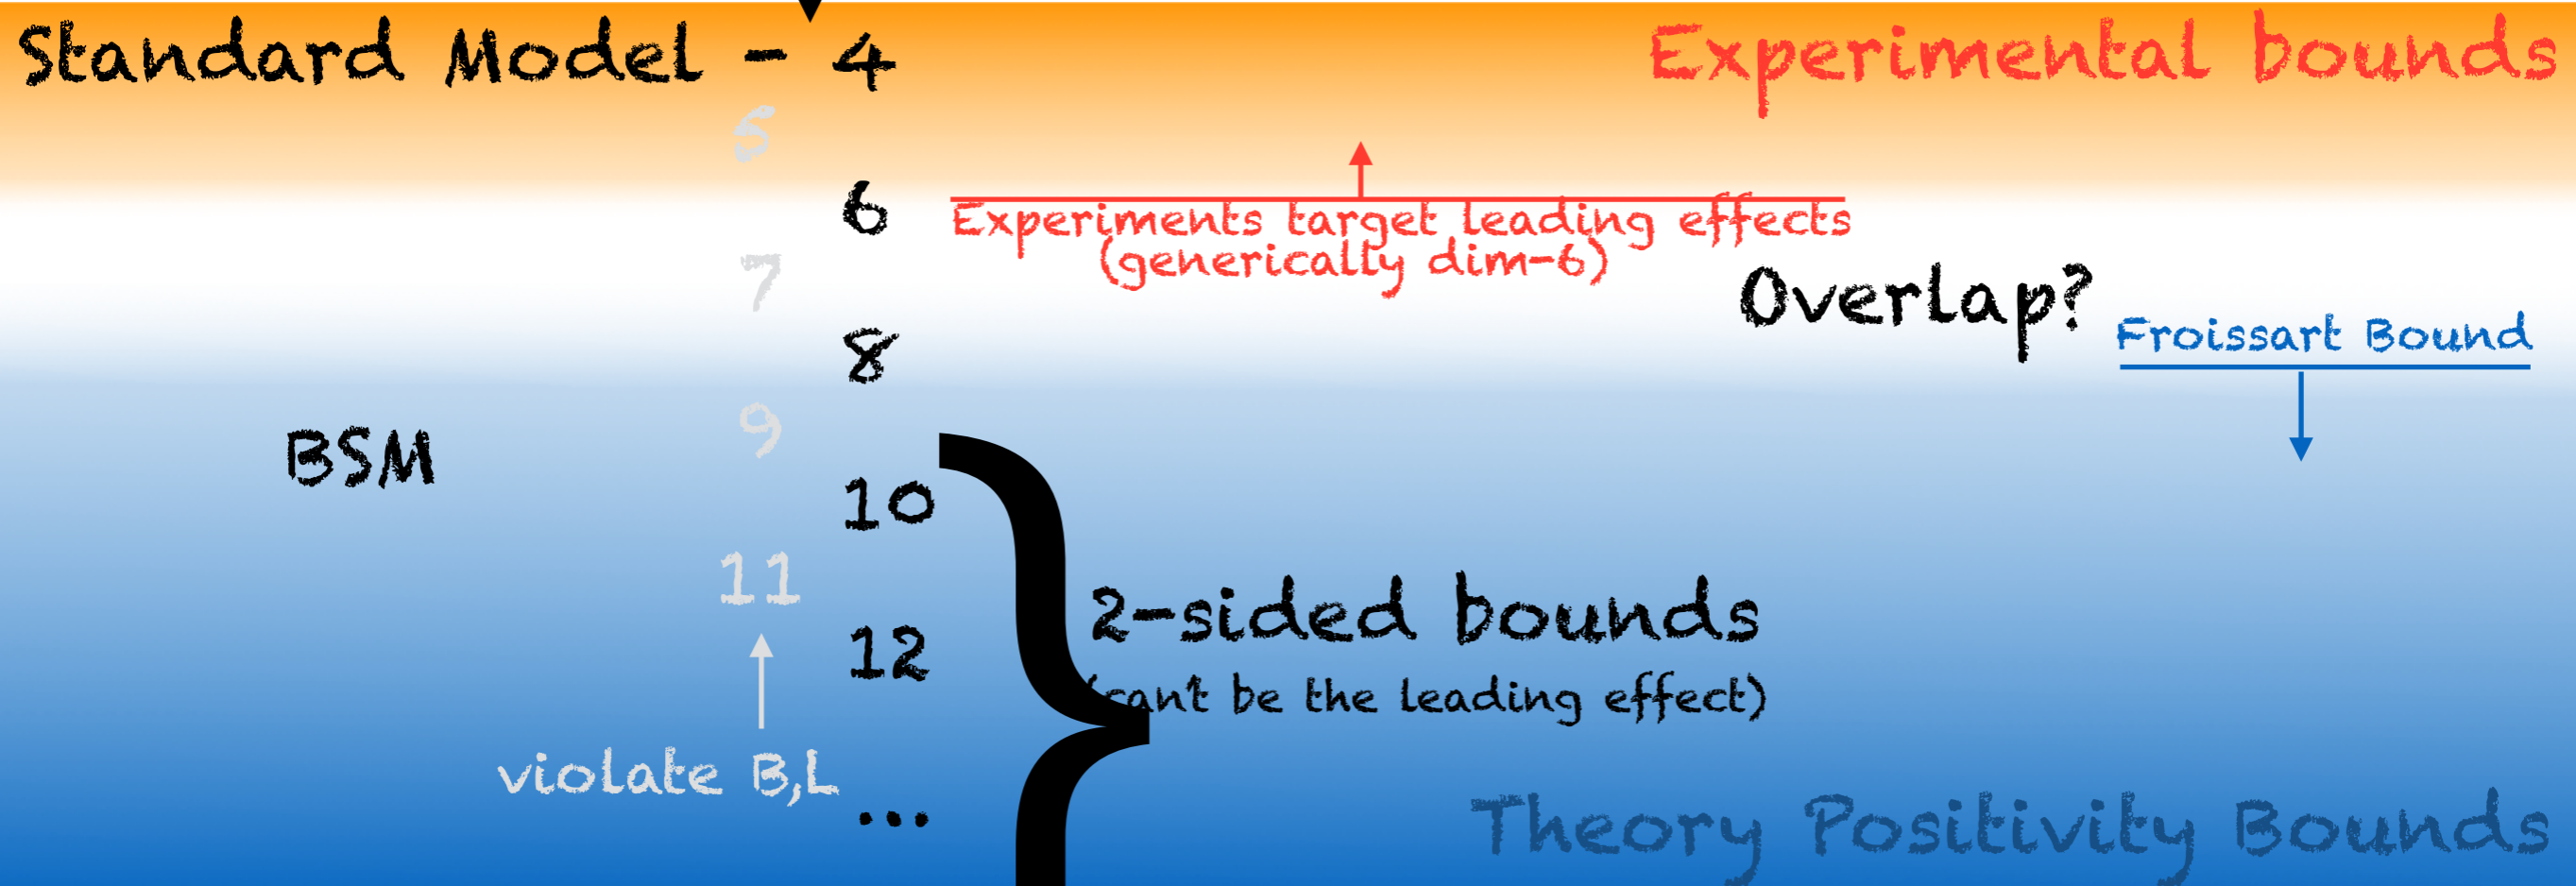 Standard Model - 4
Experimental bounds
5
6
Experiments target leading effects
(generically dim-6)
7
Overlap?
Froissart Bound
8
9
BSM
10
11
2-sided bounds
12
(can't be the leading effect)
violate B,L
...
Theory Positivity Bounds